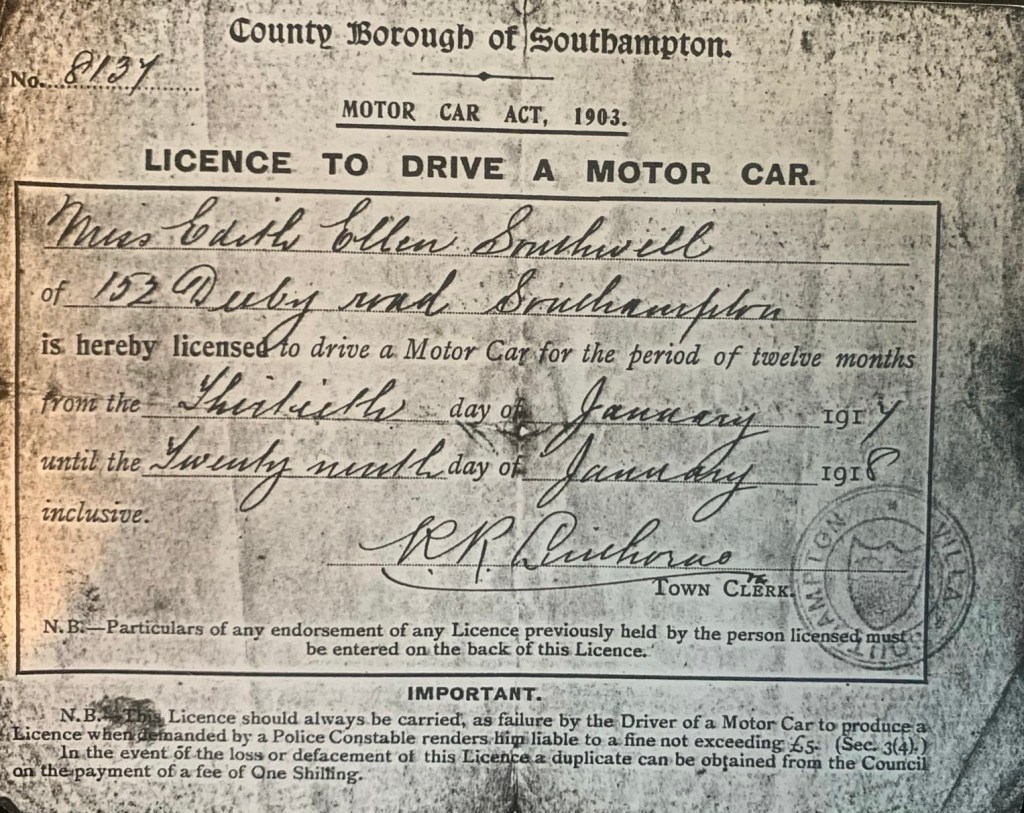 County Borough of Southampton.
No. 8137
MOTOR CAR ACT, 1903.
LICENCE TO DRIVE A MOTOR CAR.
Miss Edith Ellen Southwell
of 152 Derby road Southampton
is hereby licensed to drive a Motor Car for the period of twelve months
from the Thirtieth day of January 1917
until the Twenty ninth day of January 1918
inclusive.
R R Linthorne
TOWN CLERK.
N.B.—Particulars of any endorsement of any Licence previously held by the person licensed must
be entered on the back of this Licence.
IMPORTANT.
N.B.—This Licence should always be carried, as failure by the Driver of a Motor Car to produce a
Licence when demanded by a Police Constable renders him liable to a fine not exceeding £5. (Sec. 3(4).)
In the event of the loss or defacement of this Licence a duplicate can be obtained from the Council
on the payment of a fee of One Shilling.